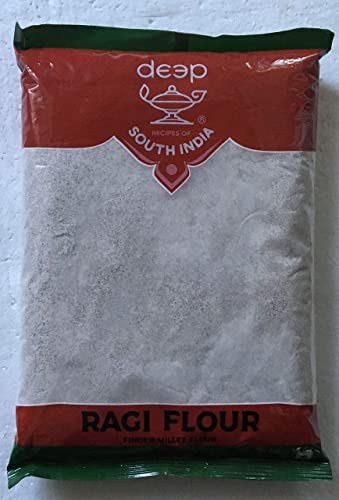 deep
®
RECIPES OF
SOUTH INDIA
RAGI FLOUR
FINGER MILLET FLOUR